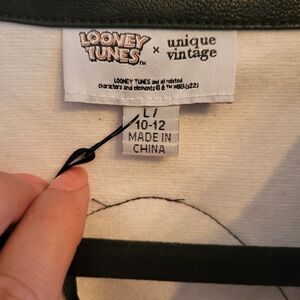 LOONEY TUNES × unique vintage
LOONEY TUNES and all related
characters and elements © & ™ WBEI (s22)
L /
10-12
MADE IN
CHINA